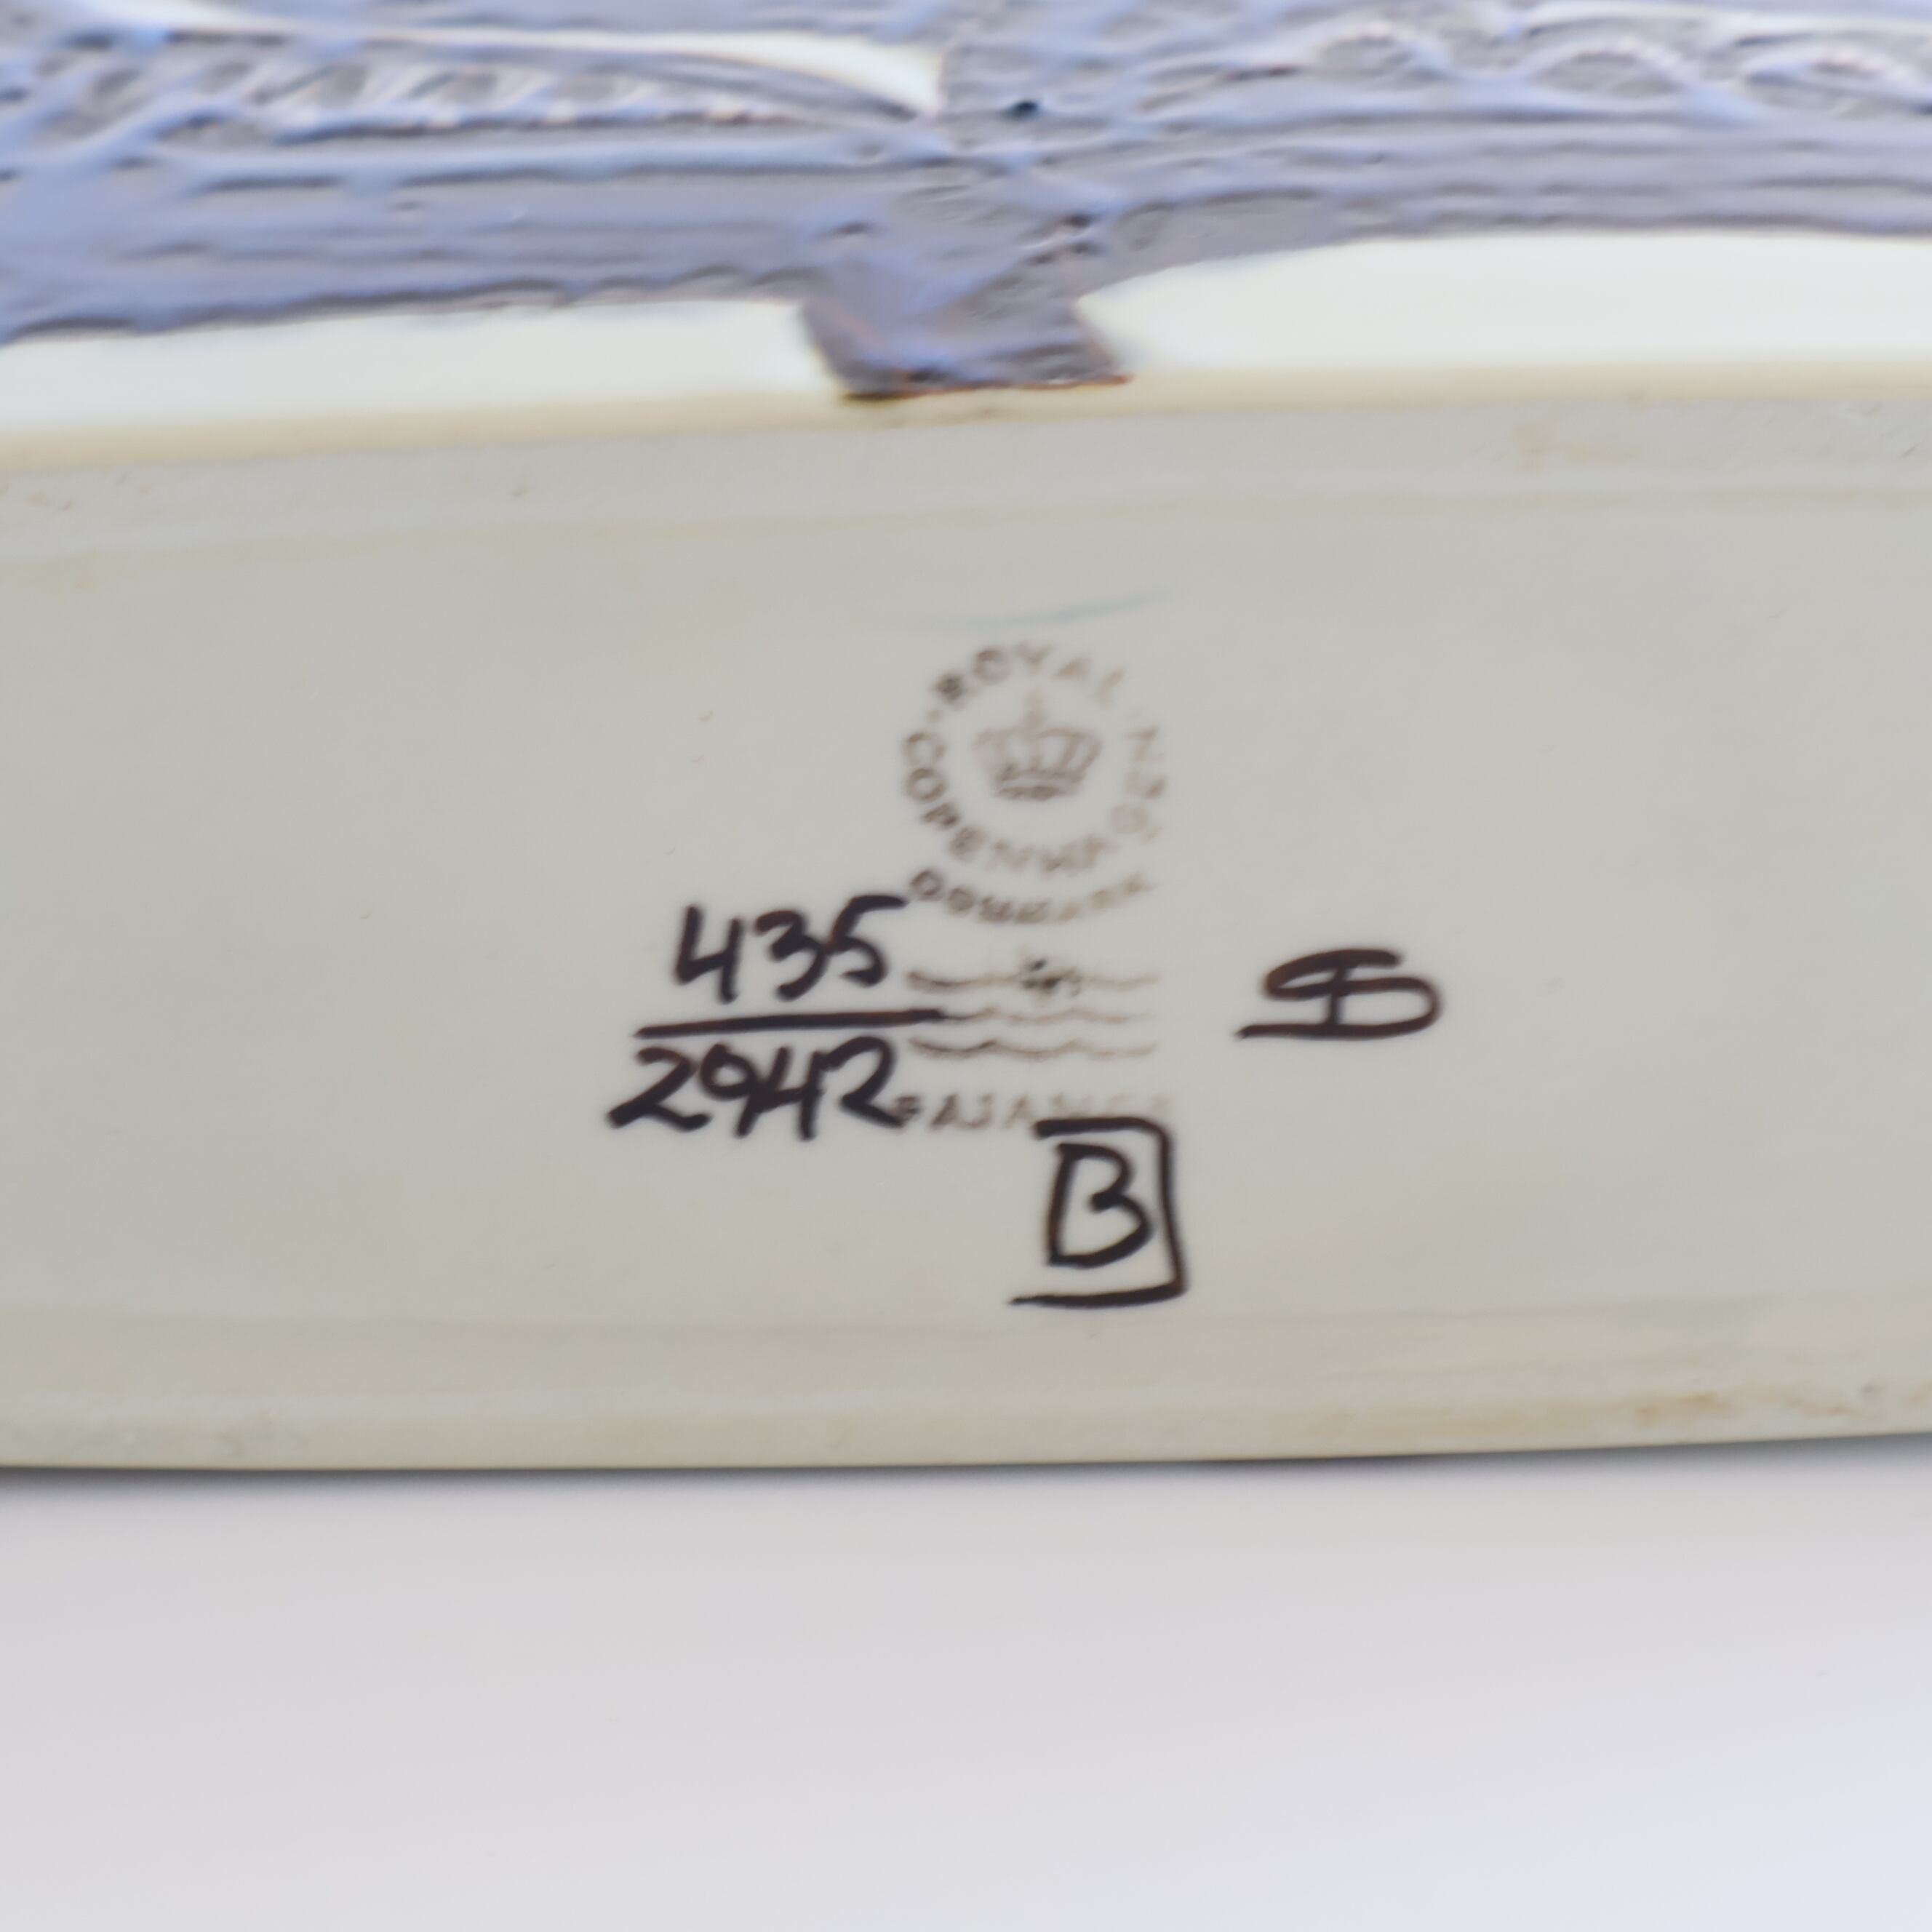 ROYAL COPENHAGEN
DENMARK
435
2942
FAJANCE
B